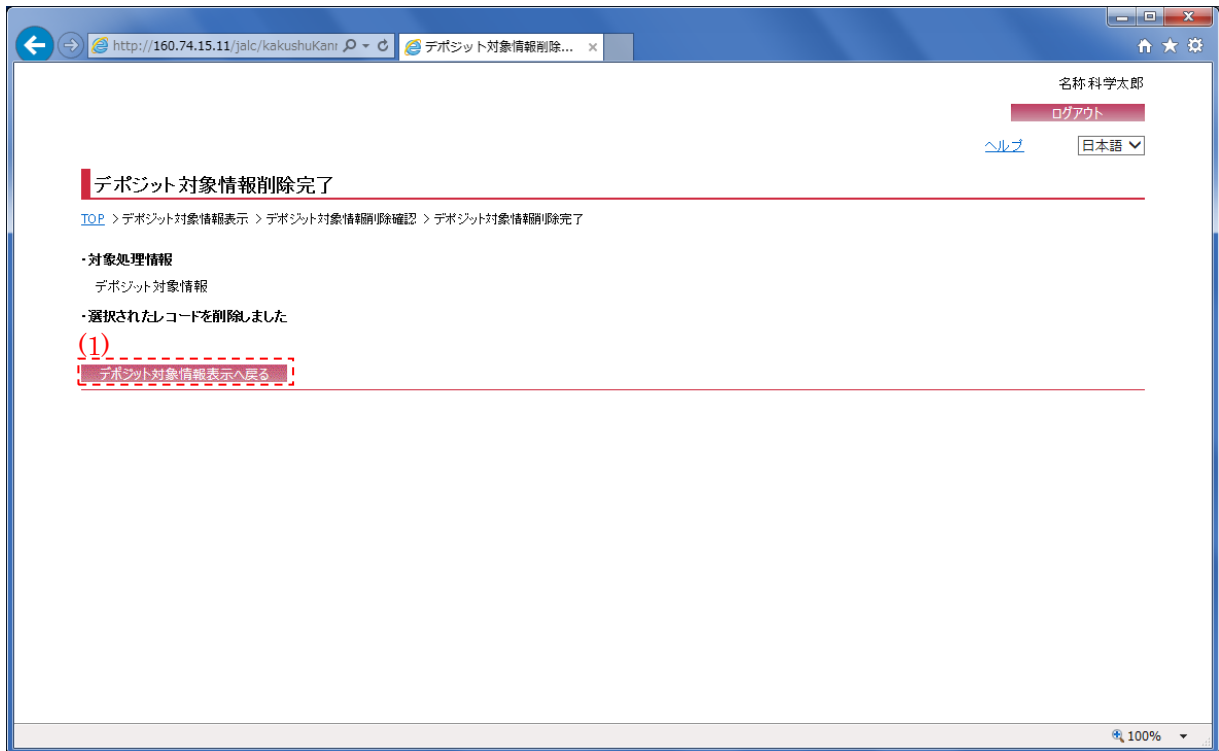 http://160.74.15.11/jalc/kakushuKanr
デポジット対象情報削除...
名称 科学太郎
ログアウト
ヘルプ
日本語
デポジット対象情報削除完了
TOP > デポジット対象情報表示 > デポジット対象情報削除確認 > デポジット対象情報削除完了
・対象処理情報
デポジット対象情報
・選択されたレコードを削除しました
(1)
デポジット対象情報表示へ戻る
100%